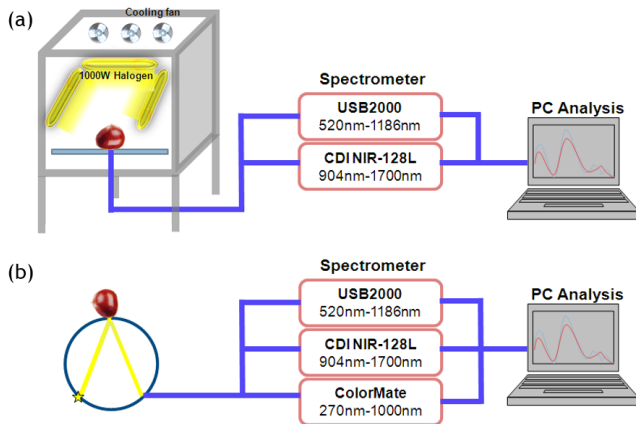 (a)
Cooling fan
1000W Halogen
Spectrometer
USB2000
520nm-1186nm
CDI NIR-128L
904nm-1700nm
PC Analysis
(b)
Spectrometer
USB2000
520nm-1186nm
CDI NIR-128L
904nm-1700nm
ColorMate
270nm-1000nm
PC Analysis